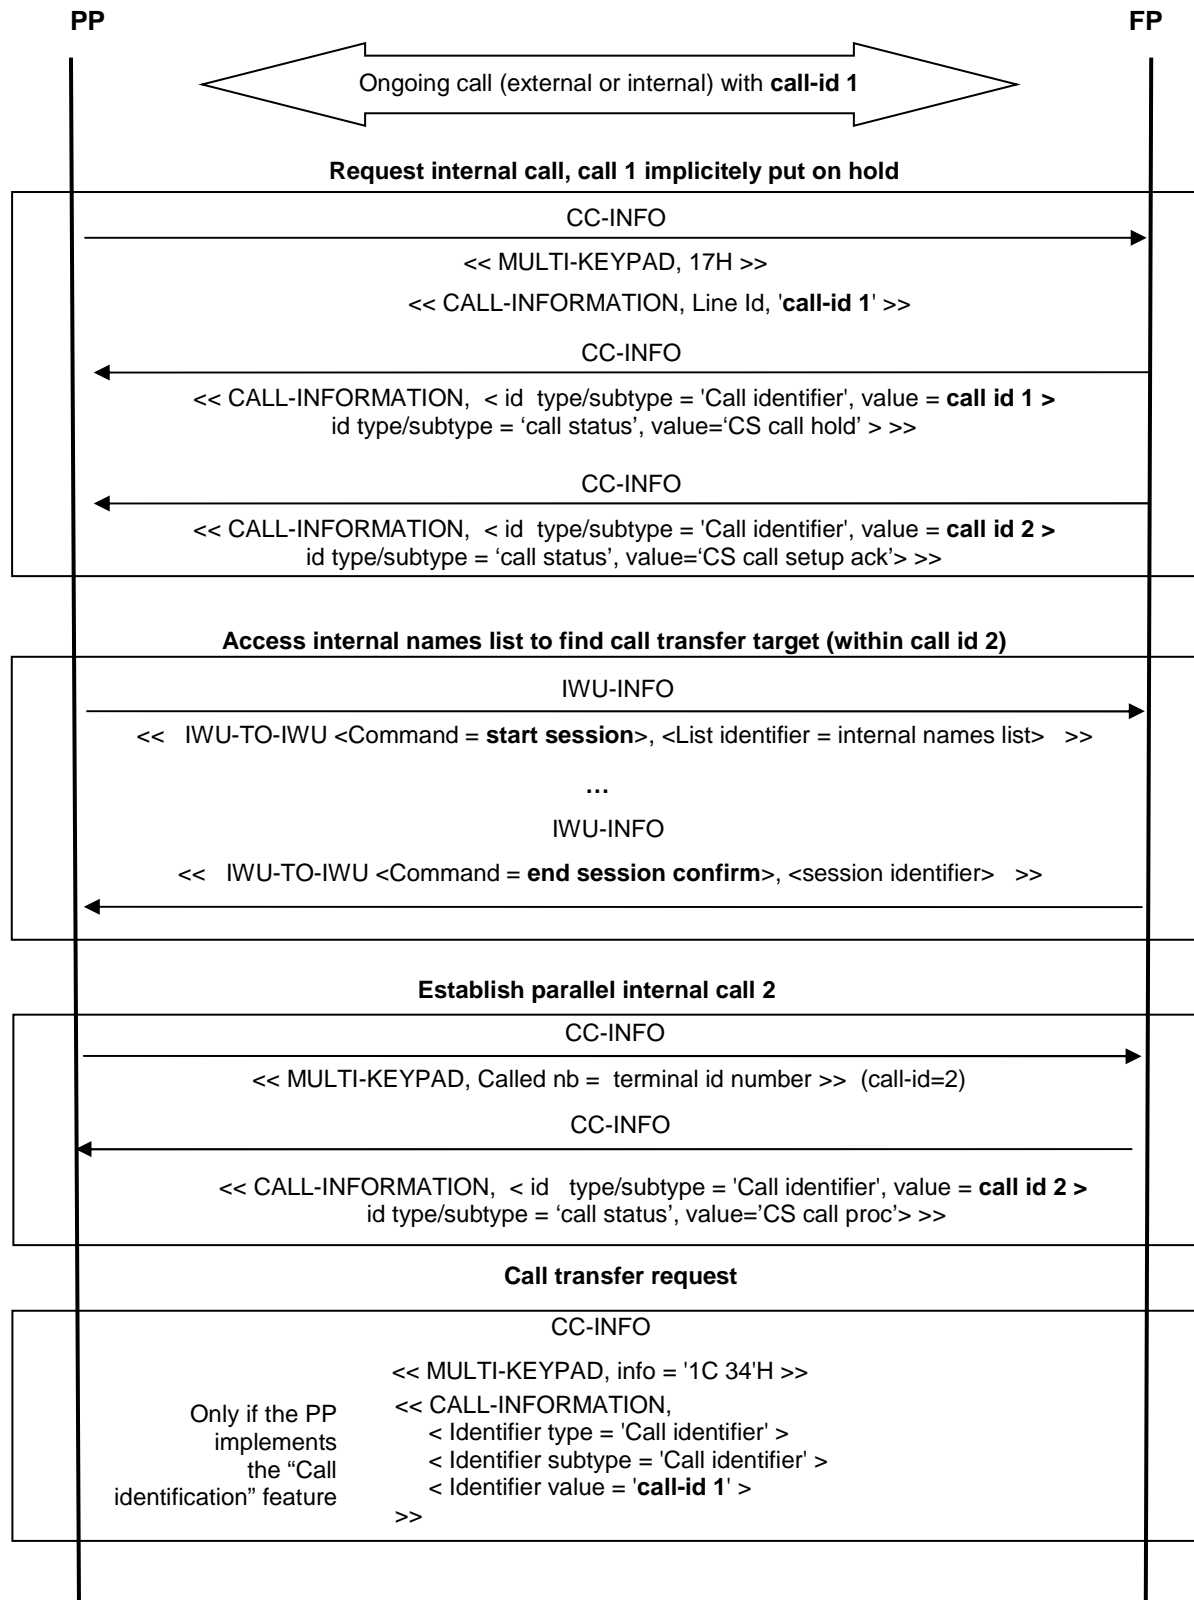 PP
FP
Ongoing call (external or internal) with call-id 1
Request internal call, call 1 implicitely put on hold
CC-INFO
<< MULTI-KEYPAD, 17H >>
<< CALL-INFORMATION, Line Id, 'call-id 1' >>
CC-INFO
<< CALL-INFORMATION, < id type/subtype = 'Call identifier', value = call id 1 >
id type/subtype = ‘call status’, value=‘CS call hold’ > >>
CC-INFO
<< CALL-INFORMATION, < id type/subtype = 'Call identifier', value = call id 2 >
id type/subtype = ‘call status’, value=‘CS call setup ack’> >>
Access internal names list to find call transfer target (within call id 2)
IWU-INFO
<< IWU-TO-IWU <Command = start session>, <List identifier = internal names list> >>
...
IWU-INFO
<< IWU-TO-IWU <Command = end session confirm>, <session identifier> >>
Establish parallel internal call 2
CC-INFO
<< MULTI-KEYPAD, Called nb = terminal id number >> (call-id=2)
CC-INFO
<< CALL-INFORMATION, < id type/subtype = 'Call identifier', value = call id 2 >
id type/subtype = ‘call status’, value=’CS call proc’> >>
Call transfer request
CC-INFO
<< MULTI-KEYPAD, info = '1C 34'H >>
<< CALL-INFORMATION,
< Identifier type = 'Call identifier' >
< Identifier subtype = 'Call identifier' >
< Identifier value = 'call-id 1' >
>>
Only if the PP
implements
the “Call
identification” feature